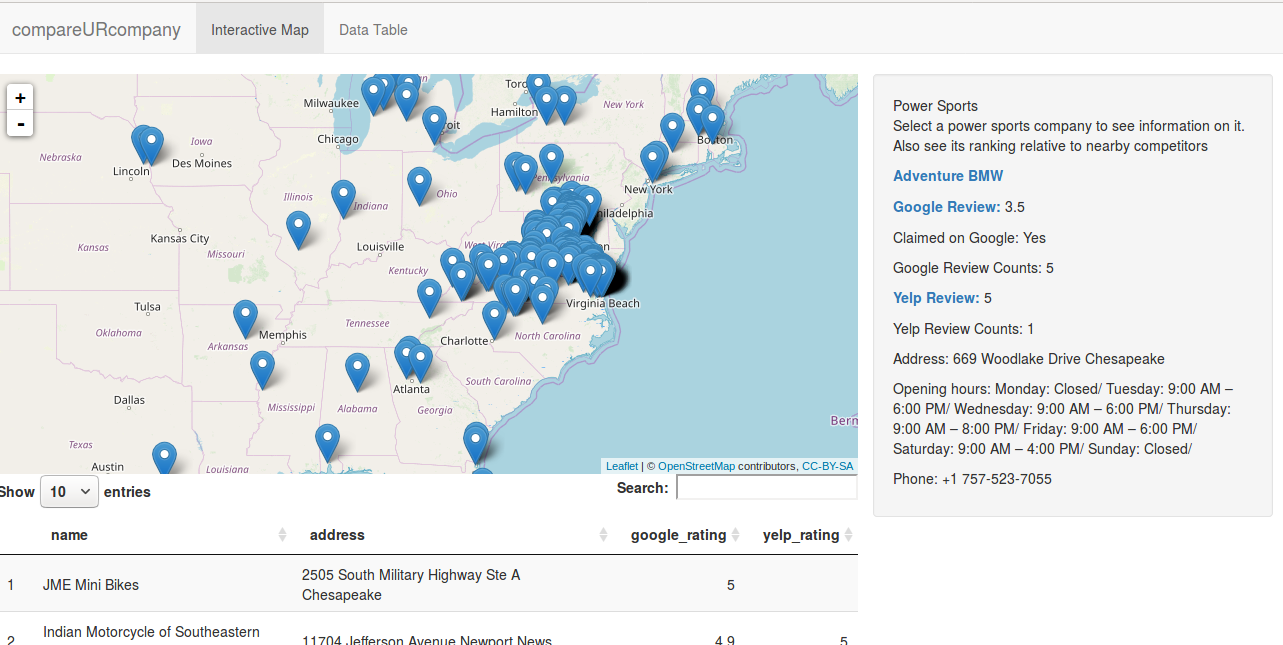 compareURcompany
Interactive Map
Data Table
+
-
Milwaukee
Hamilton
New York
Chicago
Boston
Iowa
Nebraska
Des Moines
Lincoln
Pennsylvania
New York
Illinois
Indiana
Ohio
Kansas City
Louisville
Kansas
Missouri
Kentucky
Virginia Beach
Tulsa
Tennessee
Oklahoma
Memphis
Arkansas
Charlotte
North Carolina
Atlanta
South Carolina
Dallas
Mississippi
Alabama
Georgia
Texas
Austin
Louisiana
Leaflet | © OpenStreetMap contributors, CC-BY-SA
Show 10 entries
Search:
name address google_rating yelp_rating
1 JME Mini Bikes 2505 South Military Highway Ste A 5
Chesapeake
Indian Motorcycle of Southeastern
2 11704 Jefferson Avenue Newport News 4.9 5
Power Sports
Select a power sports company to see information on it.
Also see its ranking relative to nearby competitors
Adventure BMW
Google Review: 3.5
Claimed on Google: Yes
Google Review Counts: 5
Yelp Review: 5
Yelp Review Counts: 1
Address: 669 Woodlake Drive Chesapeake
Opening hours: Monday: Closed/ Tuesday: 9:00 AM –
6:00 PM/ Wednesday: 9:00 AM – 6:00 PM/ Thursday:
9:00 AM – 8:00 PM/ Friday: 9:00 AM – 6:00 PM/
Saturday: 9:00 AM – 4:00 PM/ Sunday: Closed/
Phone: +1 757-523-7055